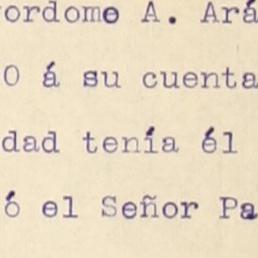 ordome A. Ará
0 á su cuenta
dad tenía él
ó el Señor Pa